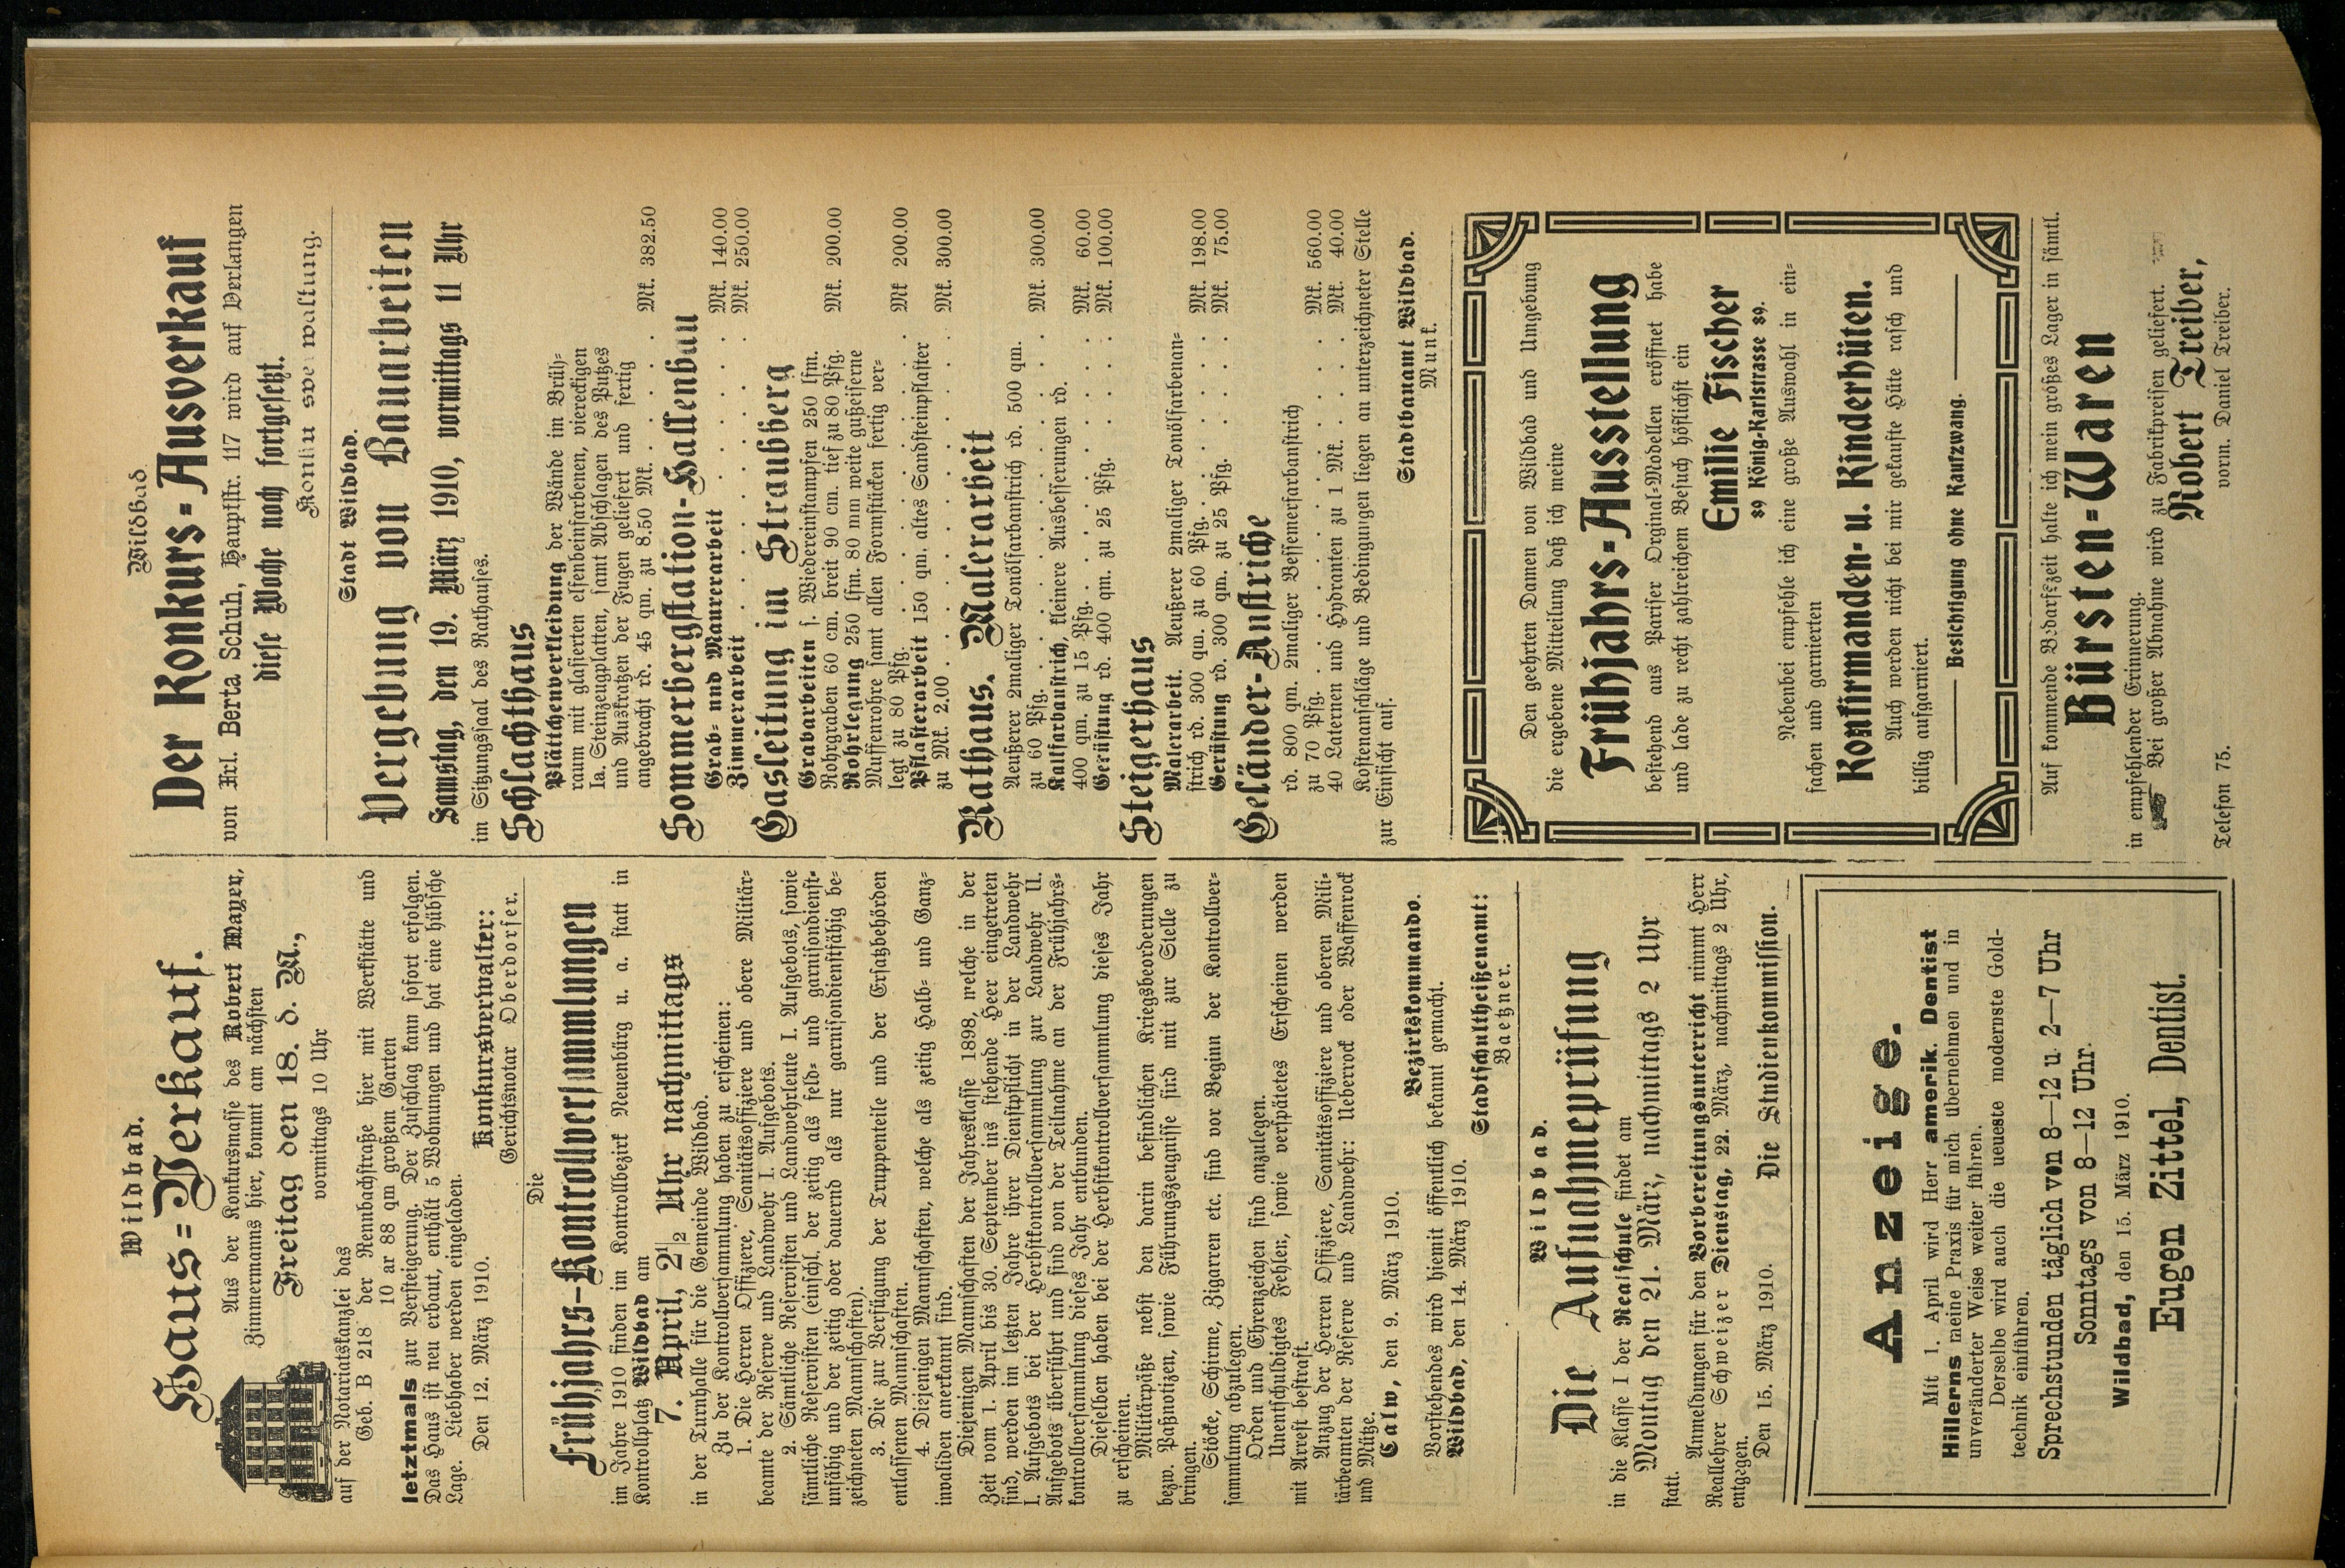 Wildbad.
Haus=Verkauf.
Aus der Konkursmasse des Robert Mayer,
Zimmermanns hier, kommt am nächsten
Freitag den 18. d. M.,
vormittags 10 Uhr
auf der Notariatskanzlei das
Geb. B 218 der Rennbachstraße hier mit Werkstätte und
10 ar 88 qm großem Garten
letztmals zur Versteigerung. Der Zuschlag kann sofort erfolgen.
Das Haus ist neu erbaut, enthält 5 Wohnungen und hat eine hübsche
Lage. Liebhaber werden eingeladen.
Den 12. März 1910.
Konkursverwalter:
Gerichtsnotar Oberdorfer.
Die
Frühjahrs-Kontrollversammlungen
im Jahre 1910 finden im Kontrollbezirk Neuenbürg u. a. statt in
Kontrollplatz Wildbad am
7. April, 2½ Uhr nachmittags
in der Turnhalle für die Gemeinde Wildbad.
Zu der Kontrollversammlung haben zu erscheinen:
1. Die Herren Offiziere, Sanitätsoffiziere und obere Militär-
beamte der Reserve und Landwehr I. Aufgebots.
2. Sämtliche Reservisten und Landwehrleute I. Aufgebots, sowie
sämtliche Reservisten (einschl. der zeitig als feld- und garnisondienst-
unfähig und der zeitig oder dauernd als nur garnisondienstfähig be-
zeichneten Mannschaften).
3. Die zur Verfügung der Truppenteile und der Ersatzbehörden
entlassenen Mannschaften.
4. Diejenigen Mannschaften, welche als zeitig Halb- und Ganz-
invaliden anerkannt sind.
Diejenigen Mannschaften der Jahresklasse 1898, welche in der
Zeit vom 1. April bis 30. September ins stehende Heer eingetreten
sind, werden im letzten Jahre ihrer Dienstpflicht in der Landwehr
I. Aufgebots bei der Herbstkontrollversammlung zur Landwehr II.
Aufgebots überführt und sind von der Teilnahme an der Frühjahrs-
kontrollversammlung dieses Jahr entbunden.
Dieselben haben bei der Herbstkontrollversammlung dieses Jahr
zu erscheinen.
Militärpäße nebst den darin befindlichen Kriegsbeorderungen
bezw. Paßnotizen, sowie Führungszeugnisse sind mit zur Stelle zu
bringen.
Stöcke, Schirme, Zigarren etc. sind vor Beginn der Kontrollver-
sammlung abzulegen.
Orden und Ehrenzeichen sind anzulegen.
Unentschuldigtes Fehlen, sowie verspätetes Erscheinen werden
mit Arrest bestraft.
Anzug der Herren Offiziere, Sanitätsoffiziere und oberen Mili-
tärbeamten der Reserve und Landwehr: Ueberrock oder Waffenrock
und Mütze.
Calw, den 9. März 1910.
Bezirkskommando.
Vorstehendes wird hiemit öffentlich bekannt gemacht.
Wildbad, den 14. März 1910.
Stadtschultheißenamt:
Baetzner.
Wildbad.
Die Aufnahmeprüfung
in die Klasse I der Realschule findet am
Montag den 21. März, nachmittags 2 Uhr
statt.
Anmeldungen für den Vorbereitungsunterricht nimmt Herr
Reallehrer Schweizer Dienstag, 22. März, nachmittags 2 Uhr,
entgegen.
Den 15. März 1910.
Die Studienkommission.
Anzeige.
Mit 1. April wird Herr amerik. Dentist
Hillerns meine Praxis für mich übernehmen und in
unveränderter Weise weiter führen.
Derselbe wird auch die neueste modernste Gold-
technik einführen.
Sprechstunden täglich von 8—12 u. 2—7 Uhr
Sonntags von 8—12 Uhr.
Wildbad, den 15. März 1910.
Eugen Zittel, Dentist.
Wildbad
Der Konkurs=Ausverkauf
von Frl. Berta Schuh, Hauptstr. 117 wird auf Verlangen
diese Woche noch fortgesetzt.
Stadt Wildbad.
Vergebung von Bauarbeiten
Samstag, den 19. März 1910, vormittags 11 Uhr
im Sitzungssaal des Rathauses.
Schlachthaus
Plättchenverkleidung der Wände im Brüh-
raum mit glasierten elfenbeinfarbenen, viereckigen
Ia. Steinzeugplatten, samt Abschlagen des Putzes
und Auskratzen der Fugen geliefert und fertig
angebracht rd. 45 qm. zu 8.50 Mk. . . . . . Mk. 382.50
Sommerbergstation-Hallenbau
Grab- und Maurerarbeit . . . . . . . . Mk. 140.00
Zimmerarbeit . . . . . . . . . . . Mk. 250.00
Gasleitung im Straubberg
Grabarbeiten s. Wiedereinstampfen 250 lfm.
Rohrgraben 60 cm. breit 90 cm. tief zu 80 Pfg. Mk. 200.00
Rohrlegung 250 lfm. 80 mm weite gußeiserne
Muffenrohre samt allen Formstücken fertig ver-
legt zu 80 Pfg. . . . . . . . . . . . Mk 200.00
Pflasterarbeit 150 qm. altes Sandsteinpflaster
zu Mk. 2.00 . . . . . . . . . . . . Mk. 300.00
Rathaus. Malerarbeit
Aeußerer 2maliger Tonölfarbanstrich rd. 500 qm.
zu 60 Pfg. . . . . . . . . . . . . Mk. 300.00
Kalkfarbanstrich, kleinere Ausbesserungen rd.
400 qm. zu 15 Pfg. . . . . . . . . . Mk. 60.00
Gerüstung rd. 400 qm. zu 25 Pfg. . . . . . Mk. 100.00
Steigerhaus
Malerarbeit. Aeußerer 2maliger Tonölfarbenan-
strich rd. 300 qm. zu 60 Pfg. . . . . . . Mk. 198.00
Gerüstung rd. 300 qm. zu 25 Pfg. . . . . . Mk. 75.00
Geländer-Anstriche
rd. 800 qm. 2maliger Bessemerfarbanstrich
zu 70 Pfg. . . . . . . . . . . . . Mk. 560.00
40 Laternen und Hydranten zu 1 Mk. . . . . Mk. 40.00
Kostenanschläge und Bedingungen liegen an unterzeichneter Stelle
zur Einsicht auf.
Stadtbauamt Wildbad.
Munk.
Den geehrten Damen von Wildbad und Umgebung
die ergebene Mitteilung daß ich meine
Frühjahrs=Ausstellung
bestehend aus Pariser Orginal-Modellen eröffnet habe
und lade zu recht zahlreichem Besuch höflichst ein
Emilie Fischer
89 König-Karlstrasse 89.
Nebenbei empfehle ich eine große Auswahl in ein-
fachen und garnierten
Konfirmanden- u. Kinderhüten.
Auch werden nicht bei mir gekaufte Hüte rasch und
billig aufgarniert.
Besichtigung ohne Kaufzwang.
Auf kommende Bedarfszeit halte ich mein großes Lager in sämtl.
Bürsten=Waren
in empfehlender Erinnerung.
Bei großer Abnahme wird zu Fabrikpreisen geliefert.
Robert Treiber,
Telefon 75. vorm. Daniel Treiber.